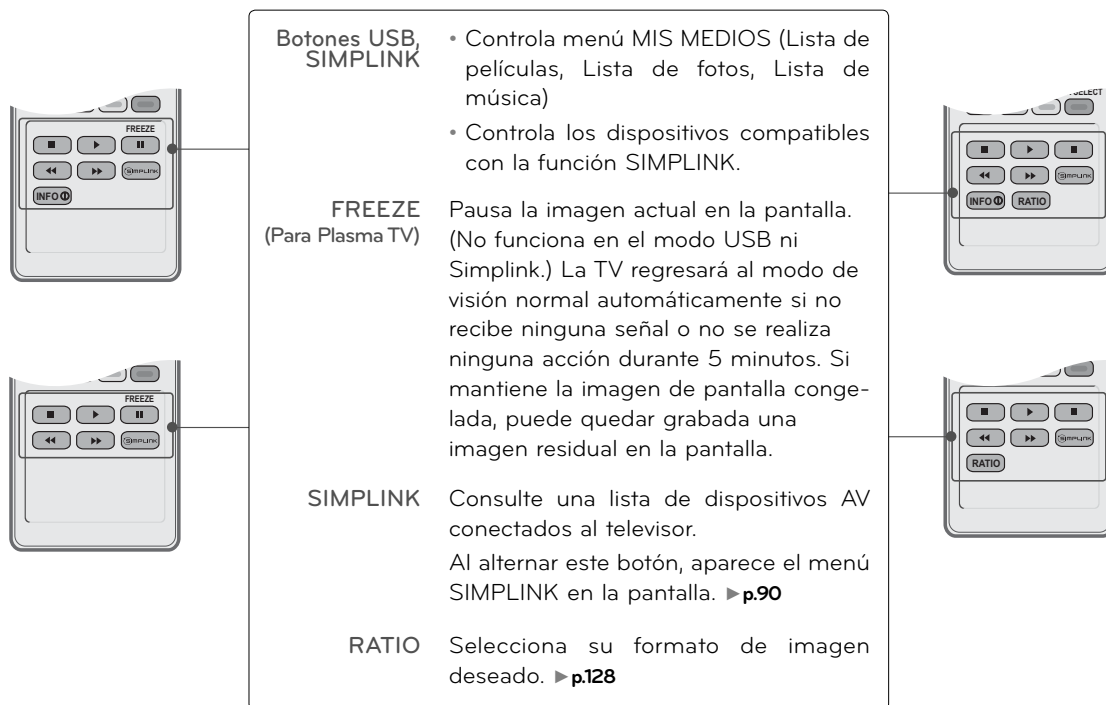 Botones USB,
SIMPLINK
• Controla menú MIS MEDIOS (Lista de
películas, Lista de fotos, Lista de
música)
• Controla los dispositivos compatibles
con la función SIMPLINK.
FREEZE
(Para Plasma TV)
Pausa la imagen actual en la pantalla.
(No funciona en el modo USB ni
Simplink.) La TV regresará al modo de
visión normal automáticamente si no
recibe ninguna señal o no se realiza
ninguna acción durante 5 minutos. Si
mantiene la imagen de pantalla conge-
lada, puede quedar grabada una
imagen residual en la pantalla.
SIMPLINK
Consulte una lista de dispositivos AV
conectados al televisor.
Al alternar este botón, aparece el menú
SIMPLINK en la pantalla. ►p.90
RATIO
Selecciona su formato de imagen
deseado. ►p.128
FREEZE
SIMPLINK
INFO
FREEZE
SIMPLINK
SIMPLINK
INFO
RATIO
SIMPLINK
RATIO